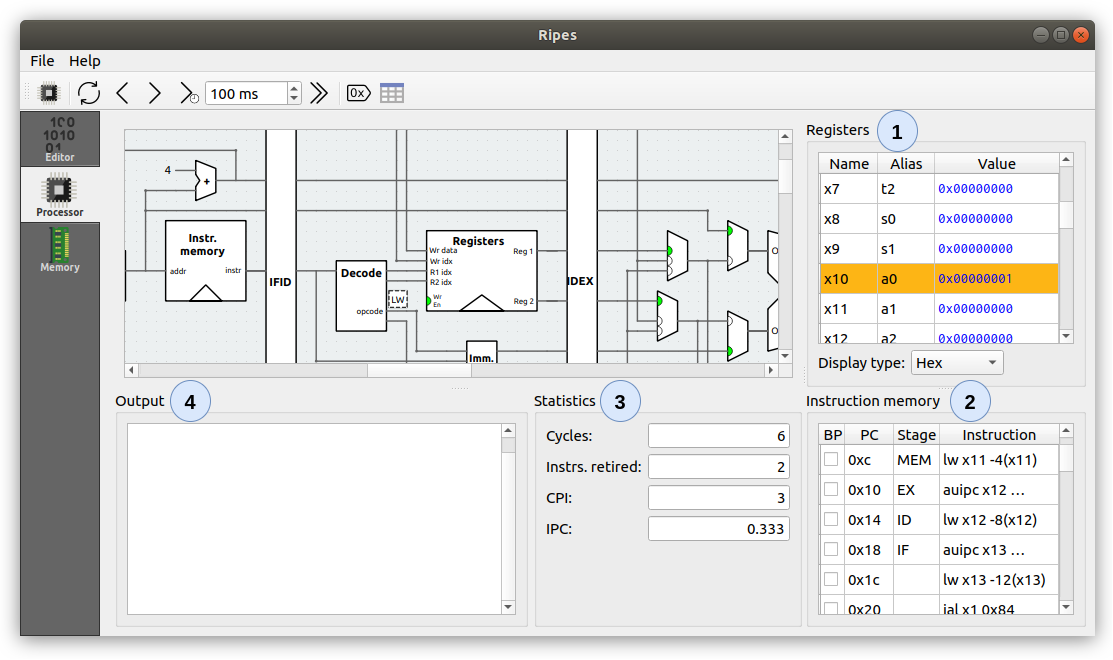 Ripes
File Help
100 ms
0x
Editor
Processor
Memory
4
+
Instr.
memory
addr
instr
IFID
Decode
LW
opcode
Registers
Wr data
Wr idx
R1 idx
R2 idx
Wr
En
Reg 1
Reg 2
Imm.
IDEX
Registers 1
Name Alias Value
x7 t2 0x00000000
x8 s0 0x00000000
x9 s1 0x00000000
x10 a0 0x00000001
x11 a1 0x00000000
x12 a2 0x00000000
Display type: Hex
Output 4
Statistics 3
Cycles: 6
Instrs. retired: 2
CPI: 3
IPC: 0.333
Instruction memory 2
BP PC Stage Instruction
0xc MEM lw x11 -4(x11)
0x10 EX auipc x12 ...
0x14 ID lw x12 -8(x12)
0x18 IF auipc x13 ...
0x1c lw x13 -12(x13)
0x20 jal x1 0x84